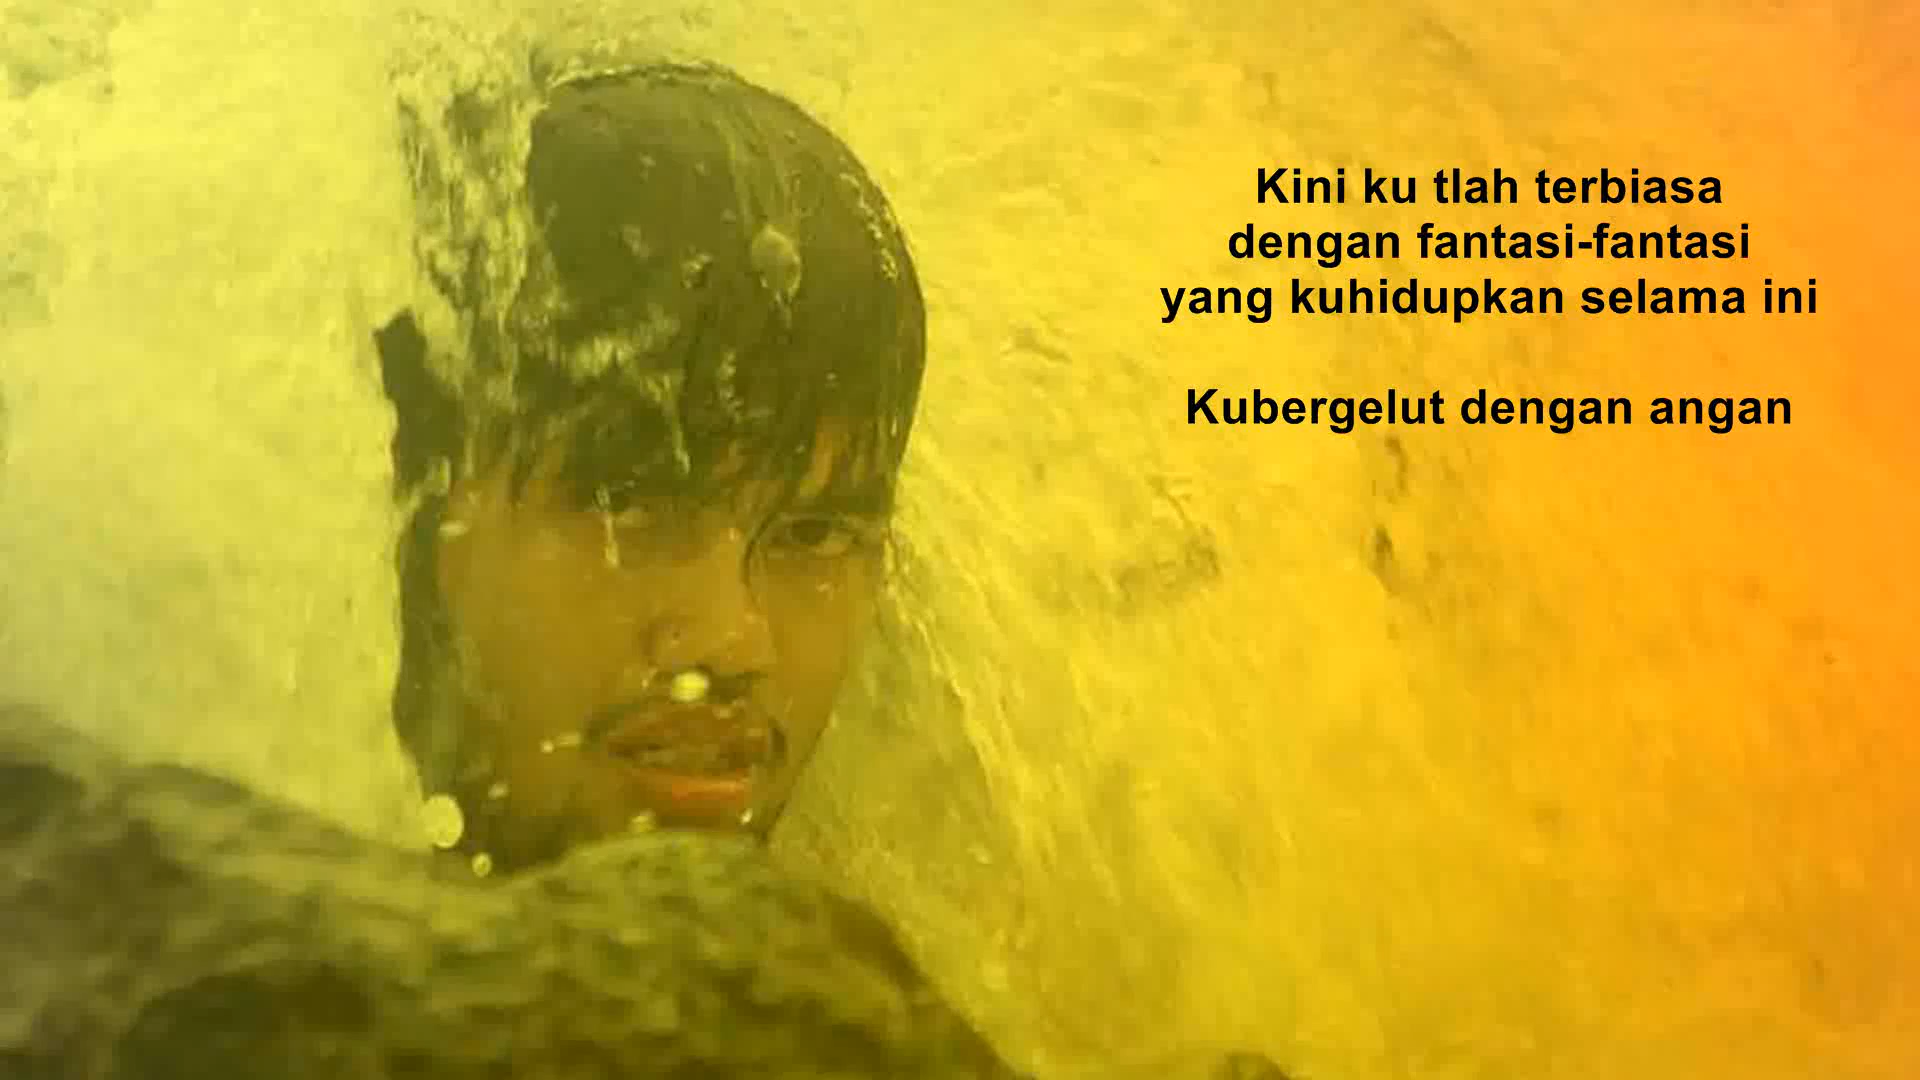 Kini ku tlah terbiasa
dengan fantasi-fantasi
yang kuhidupkan selama ini
Kubergelut dengan angan